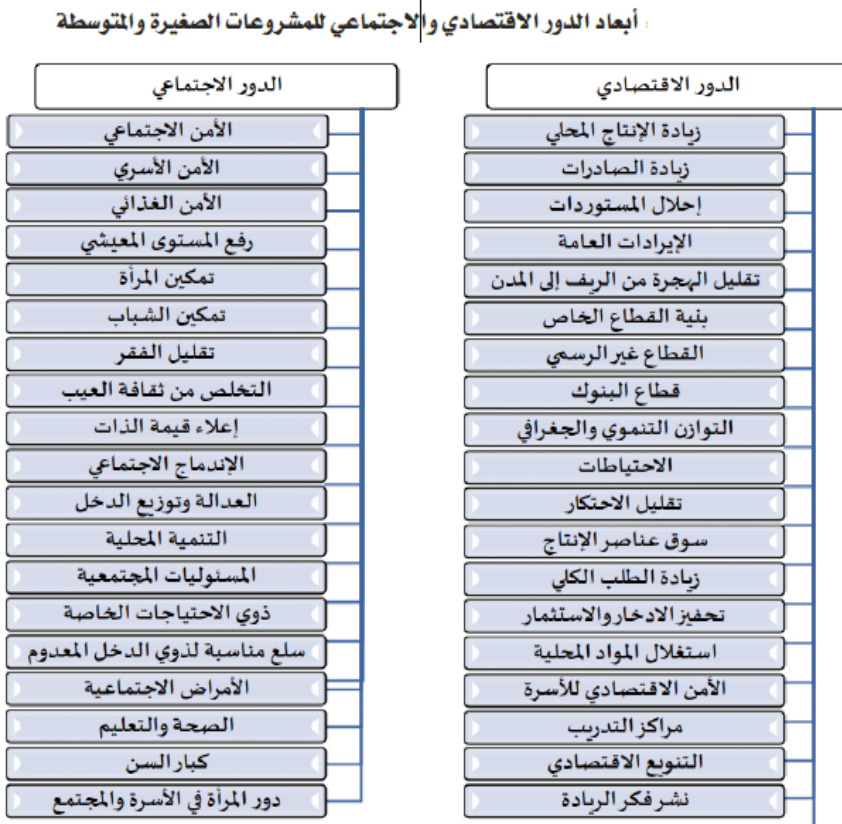 أبعاد الدور الاقتصادي والاجتماعي للمشروعات الصغيرة والمتوسطة
الدور الاقتصادي
زيادة الإنتاج المحلي
زيادة الصادرات
إحلال المستوردات
الإيرادات العامة
تقليل الهجرة من الريف إلى المدن
بنية القطاع الخاص
القطاع غير الرسمي
قطاع البنوك
التوازن التنموي والجغرافي
الاحتياطات
تقليل الاحتكار
سوق عناصر الإنتاج
زيادة الطلب الكلي
تحفيز الادخار والاستثمار
استغلال المواد المحلية
الأمن الاقتصادي للأسرة
مراكز التدريب
التنويع الاقتصادي
نشر فكر الريادة
الدور الاجتماعي
الأمن الاجتماعي
الأمن الأسري
الأمن الغذائي
رفع المستوى المعيشي
تمكين المرأة
تمكين الشباب
تقليل الفقر
التخلص من ثقافة العيب
إعلاء قيمة الذات
الإندماج الاجتماعي
العدالة وتوزيع الدخل
التنمية المحلية
المسئوليات المجتمعية
ذوي الاحتياجات الخاصة
سلع مناسبة لذوي الدخل المعدوم
الأمراض الاجتماعية
الصحة والتعليم
كبار السن
دور المرأة في الأسرة والمجتمع